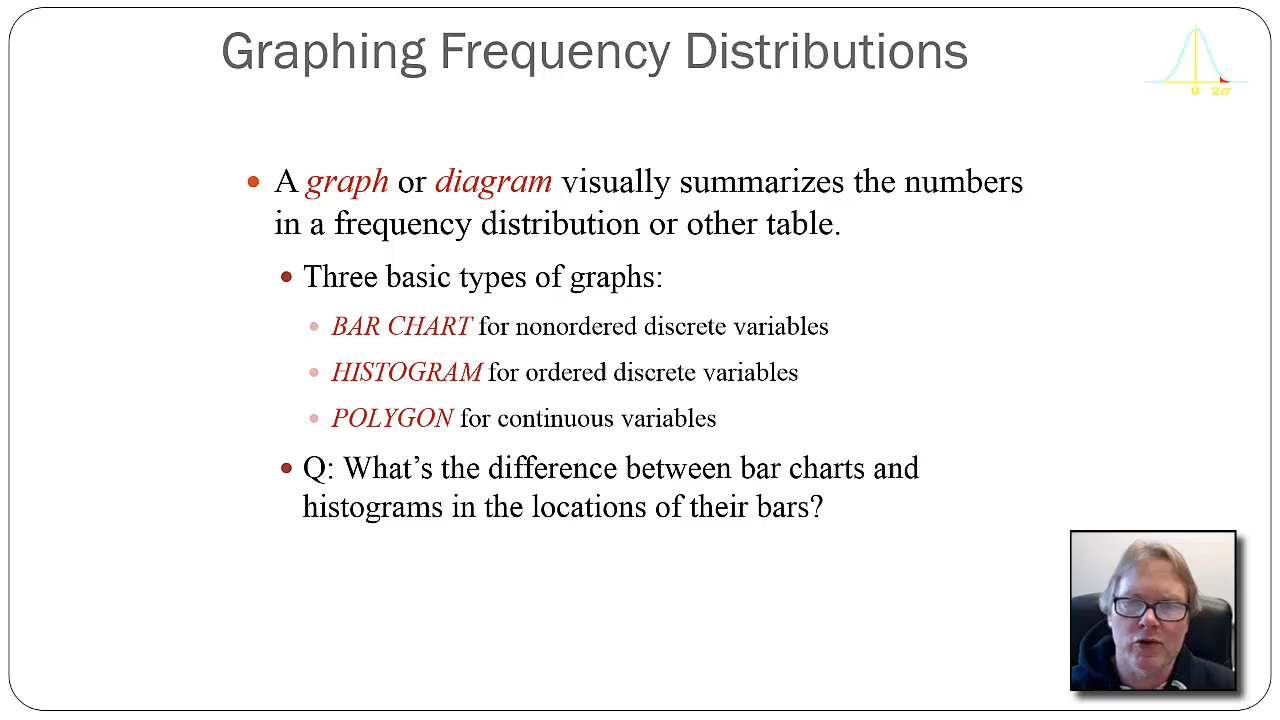 Graphing Frequency Distributions
0 2σ
A graph or diagram visually summarizes the numbers
in a frequency distribution or other table.
Three basic types of graphs:
BAR CHART for nonordered discrete variables
HISTOGRAM for ordered discrete variables
POLYGON for continuous variables
Q: What’s the difference between bar charts and
histograms in the locations of their bars?